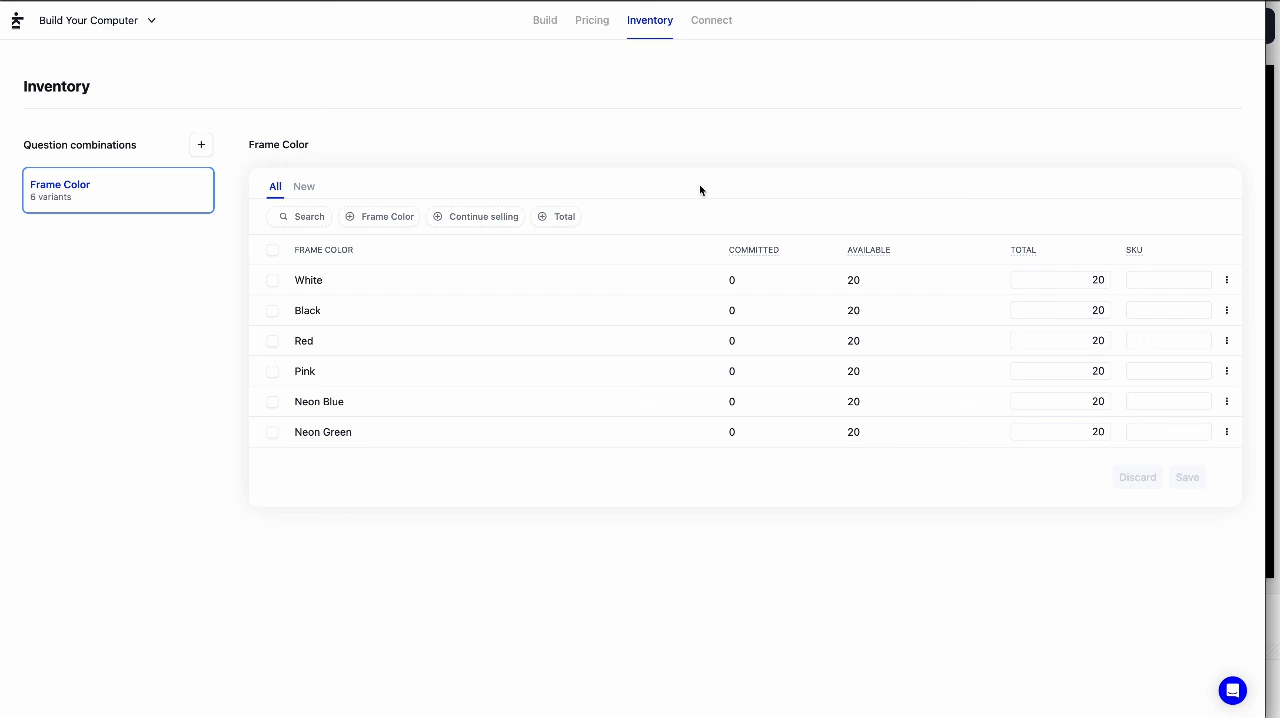 Build Your Computer
Build Pricing Inventory Connect
Inventory
Question combinations +
Frame Color
6 variants
Frame Color
All New
Search Frame Color Continue selling Total
FRAME COLOR COMMITTED AVAILABLE TOTAL SKU
White 0 20 20
Black 0 20 20
Red 0 20 20
Pink 0 20 20
Neon Blue 0 20 20
Neon Green 0 20 20
Discard Save